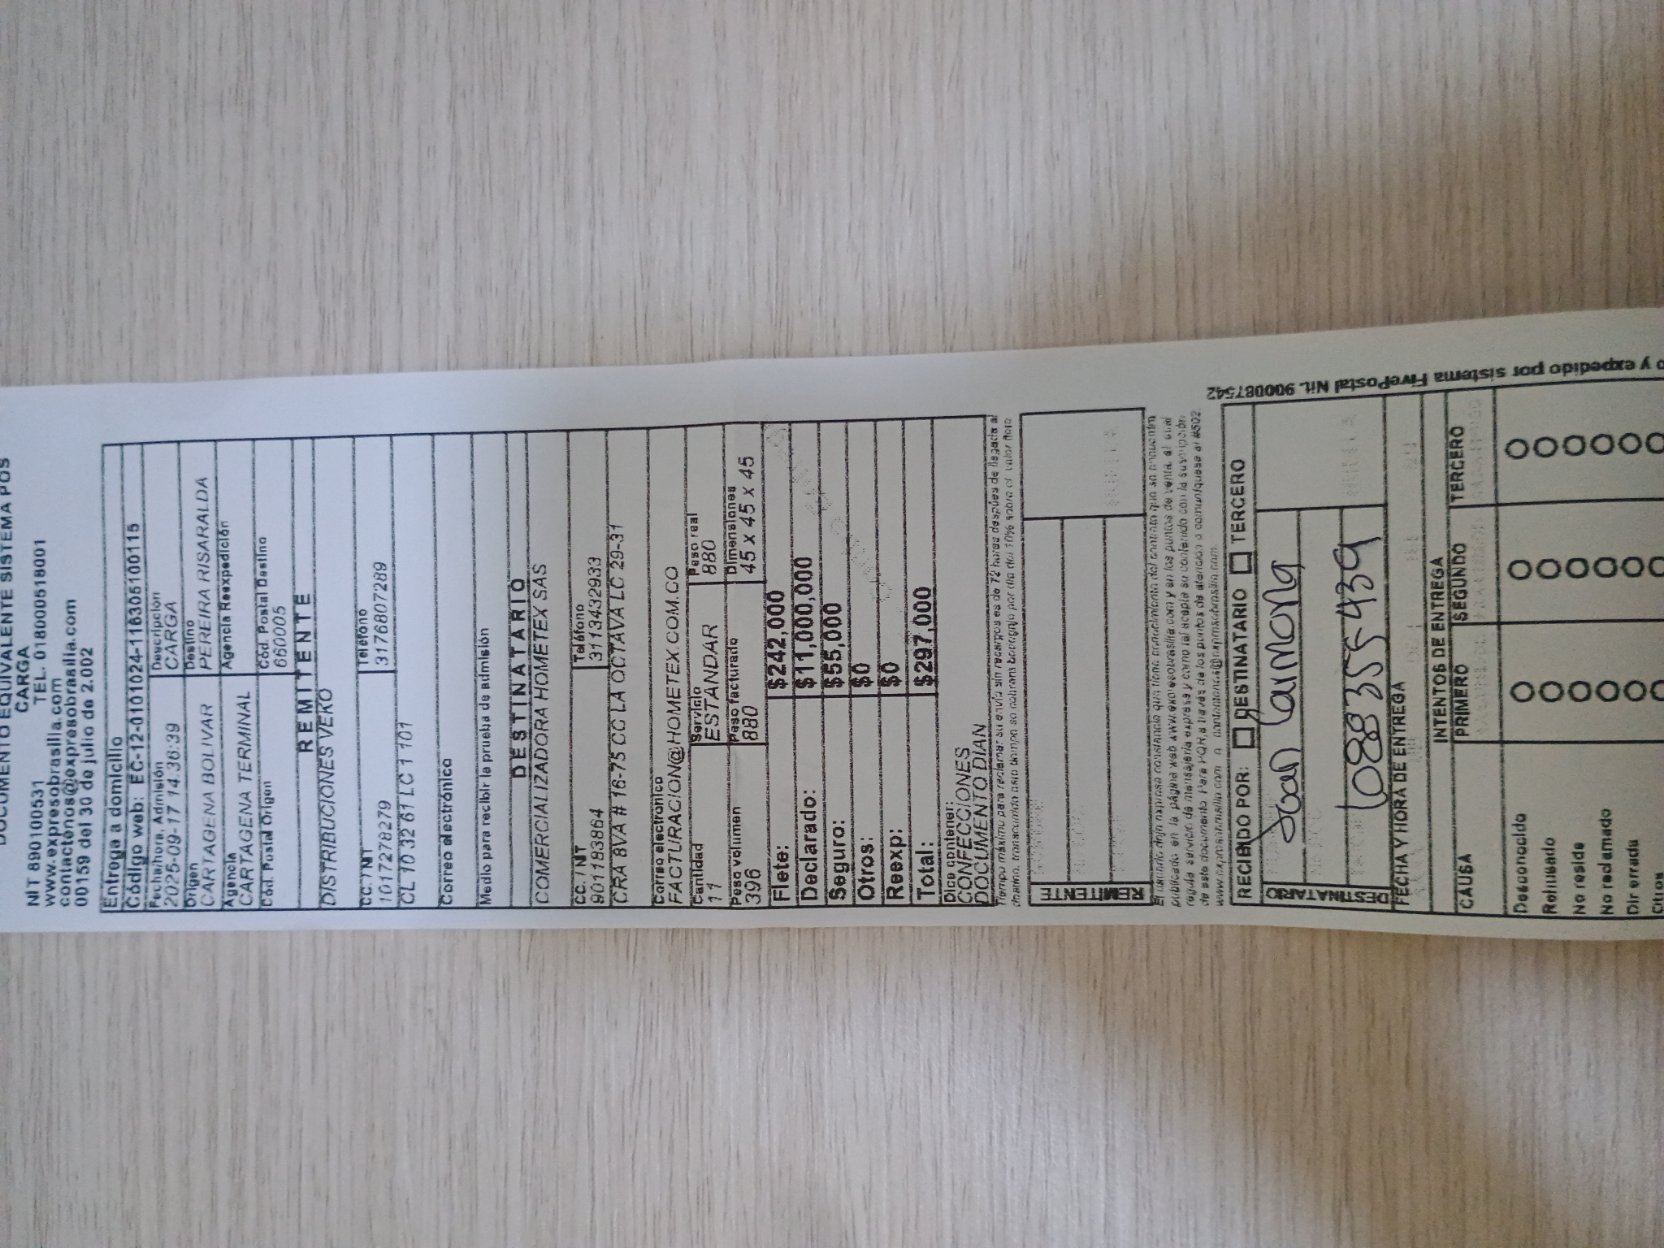 DOCUMENTO EQUIVALENTE SISTEMA POS
CARGA
NIT 890100531 TEL. 018000518001
www.expresobrasilia.com
contactenos@expresobrasilia.com
00159 del 30 de julio de 2.002
Entrega a domicilio
Código web: EC-12-0101024-116305100115
Fecha/hora. Admisión Descripción
2025-09-17 14:36:39 CARGA
Origen Destino
CARTAGENA BOLIVAR PEREIRA RISARALDA
Agencia Agencia Reexpedición
CARTAGENA TERMINAL
Cód. Postal Origen Cód. Postal Destino
660005
REMITENTE
DISTRIBUCIONES VEKO
CC. / NIT Teléfono
1017278279 3176807289
CL 10 32 61 LC 1 101
Correo electrónico
Medio para recibir la prueba de admisión
DESTINATARIO
COMERCIALIZADORA HOMETEX SAS
CC. / NIT Teléfono
901183864 3113432933
CRA 8VA # 16-75 CC LA OCTAVA LC 29-31
Correo electrónico
FACTURACION@HOMETEX.COM.CO
Cantidad Servicio Peso real
11 ESTANDAR 880
Peso volumen Peso facturado Dimensiones
396 880 45 x 45 x 45
Flete: $242,000
Declarado: $11,000,000
Seguro: $55,000
Otros: $0
Reexp: $0
Total: $297,000
Dice contener:
CONFECCIONES
DOCUMENTO DIAN
REMITENTE
RECIBIDO POR: DESTINATARIO TERCERO
DESTINATARIO
1088355439
FECHA Y HORA DE ENTREGA
INTENTOS DE ENTREGA
CAUSA PRIMERO SEGUNDO TERCERO
Desconocido
Rehusado
No reside
No reclamado
Dir errada
Otros
o y expedido por sistema FivePostal Nit. 900087542